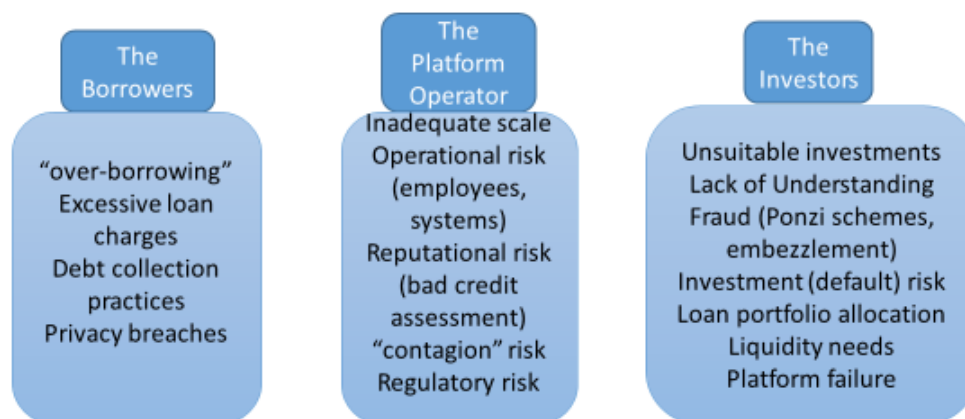 The
Borrowers
“over-borrowing”
Excessive loan
charges
Debt collection
practices
Privacy breaches
The
Platform
Operator
Inadequate scale
Operational risk
(employees,
systems)
Reputational risk
(bad credit
assessment)
“contagion” risk
Regulatory risk
The
Investors
Unsuitable investments
Lack of Understanding
Fraud (Ponzi schemes,
embezzlement)
Investment (default) risk
Loan portfolio allocation
Liquidity needs
Platform failure